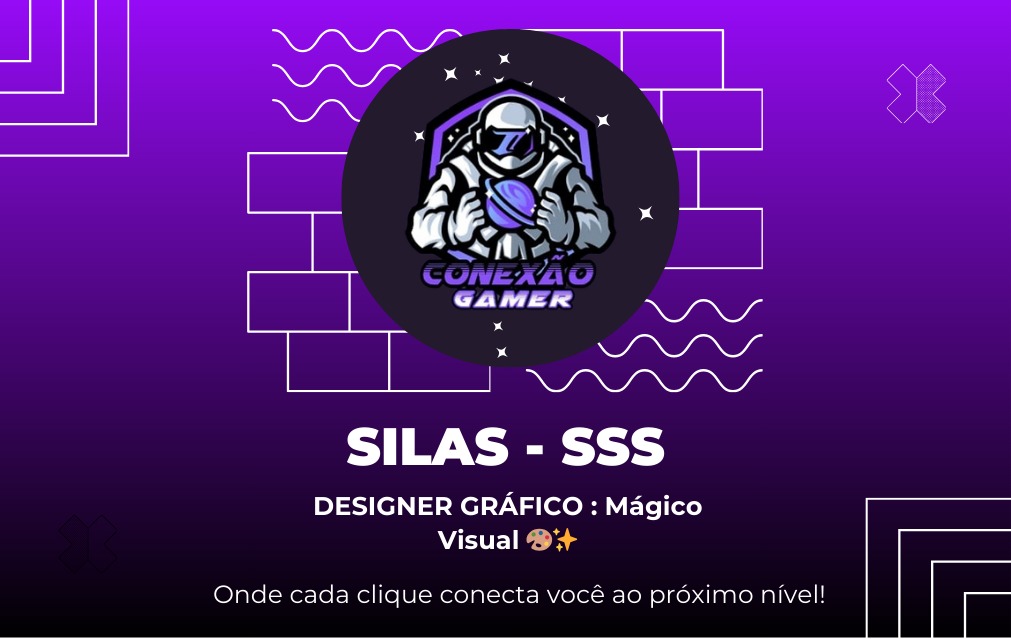 CONEXÃO
GAMER
SILAS - SSS
DESIGNER GRÁFICO : Mágico
Visual 🎨✨
Onde cada clique conecta você ao próximo nível!